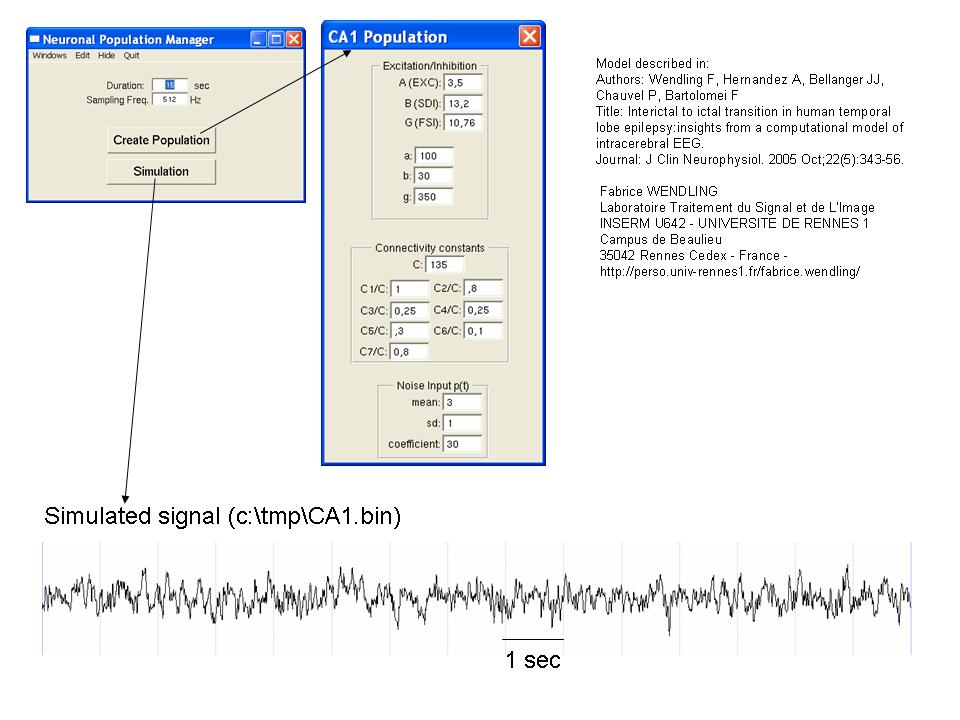 Neuronal Population Manager
Windows Edit Hide Quit
Duration: 15 sec
Sampling Freq. 512 Hz
Create Population
Simulation
CA1 Population
Excitation/Inhibition
A (EXC): 3,5
B (SDI): 13,2
G (FSI): 10,76
a: 100
b: 30
g: 350
Connectivity constants
C: 135
C1/C: 1 C2/C: ,8
C3/C: 0,25 C4/C: 0,25
C5/C: ,3 C6/C: 0,1
C7/C: 0,8
Noise Input p(t)
mean: 3
sd: 1
coefficient: 30
Model described in:
Authors: Wendling F, Hernandez A, Bellanger JJ,
Chauvel P, Bartolomei F
Title: Interictal to ictal transition in human temporal
lobe epilepsy:insights from a computational model of
intracerebral EEG.
Journal: J Clin Neurophysiol. 2005 Oct;22(5):343-56.
Fabrice WENDLING
Laboratoire Traitement du Signal et de L'Image
INSERM U642 - UNIVERSITE DE RENNES 1
Campus de Beaulieu
35042 Rennes Cedex - France -
http://perso.univ-rennes1.fr/fabrice.wendling/
Simulated signal (c:\tmp\CA1.bin)
1 sec